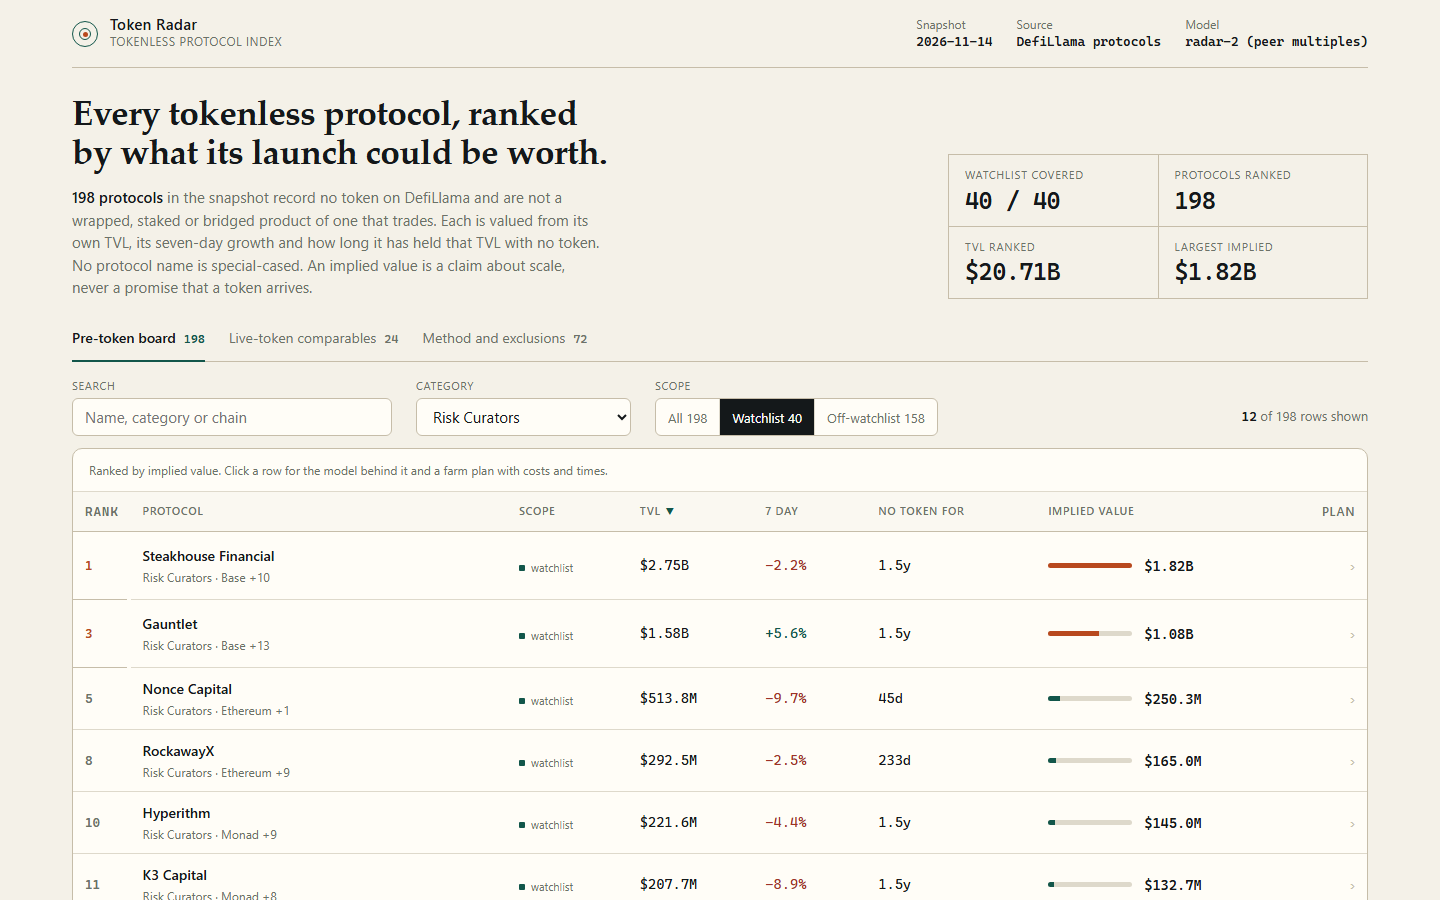 Token Radar
TOKENLESS PROTOCOL INDEX
Snapshot
2026-11-14
Source
DefiLlama protocols
Model
radar-2 (peer multiples)
Every tokenless protocol, ranked
by what its launch could be worth.
198 protocols in the snapshot record no token on DefiLlama and are not a
wrapped, staked or bridged product of one that trades. Each is valued from its
own TVL, its seven-day growth and how long it has held that TVL with no token.
No protocol name is special-cased. An implied value is a claim about scale,
never a promise that a token arrives.
WATCHLIST COVERED
40 / 40
PROTOCOLS RANKED
198
TVL RANKED
$20.71B
LARGEST IMPLIED
$1.82B
Pre-token board 198
Live-token comparables 24
Method and exclusions 72
SEARCH
Name, category or chain
CATEGORY
Risk Curators
SCOPE
All 198
Watchlist 40
Off-watchlist 158
12 of 198 rows shown
Ranked by implied value. Click a row for the model behind it and a farm plan with costs and times.
RANK PROTOCOL SCOPE TVL ▼ 7 DAY NO TOKEN FOR IMPLIED VALUE PLAN
1 Steakhouse Financial watchlist $2.75B −2.2% 1.5y $1.82B ›
Risk Curators · Base +10
3 Gauntlet watchlist $1.58B +5.6% 1.5y $1.08B ›
Risk Curators · Base +13
5 Nonce Capital watchlist $513.8M −9.7% 45d $250.3M ›
Risk Curators · Ethereum +1
8 RockawayX watchlist $292.5M −2.5% 233d $165.0M ›
Risk Curators · Ethereum +9
10 Hyperithm watchlist $221.6M −4.4% 1.5y $145.0M ›
Risk Curators · Monad +9
11 K3 Capital watchlist $207.7M −8.9% 1.5y $132.7M ›
Risk Curators · Monad +8